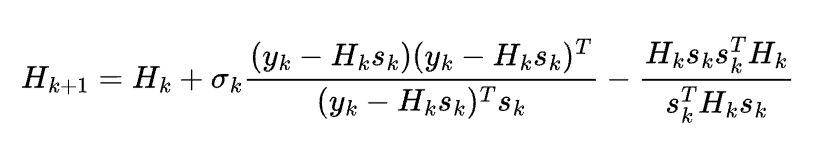 H_{k+1} = H_k + σ_k \frac{(y_k − H_k s_k)(y_k − H_k s_k)^T}{(y_k − H_k s_k)^T s_k} − \frac{H_k s_k s_k^T H_k}{s_k^T H_k s_k}